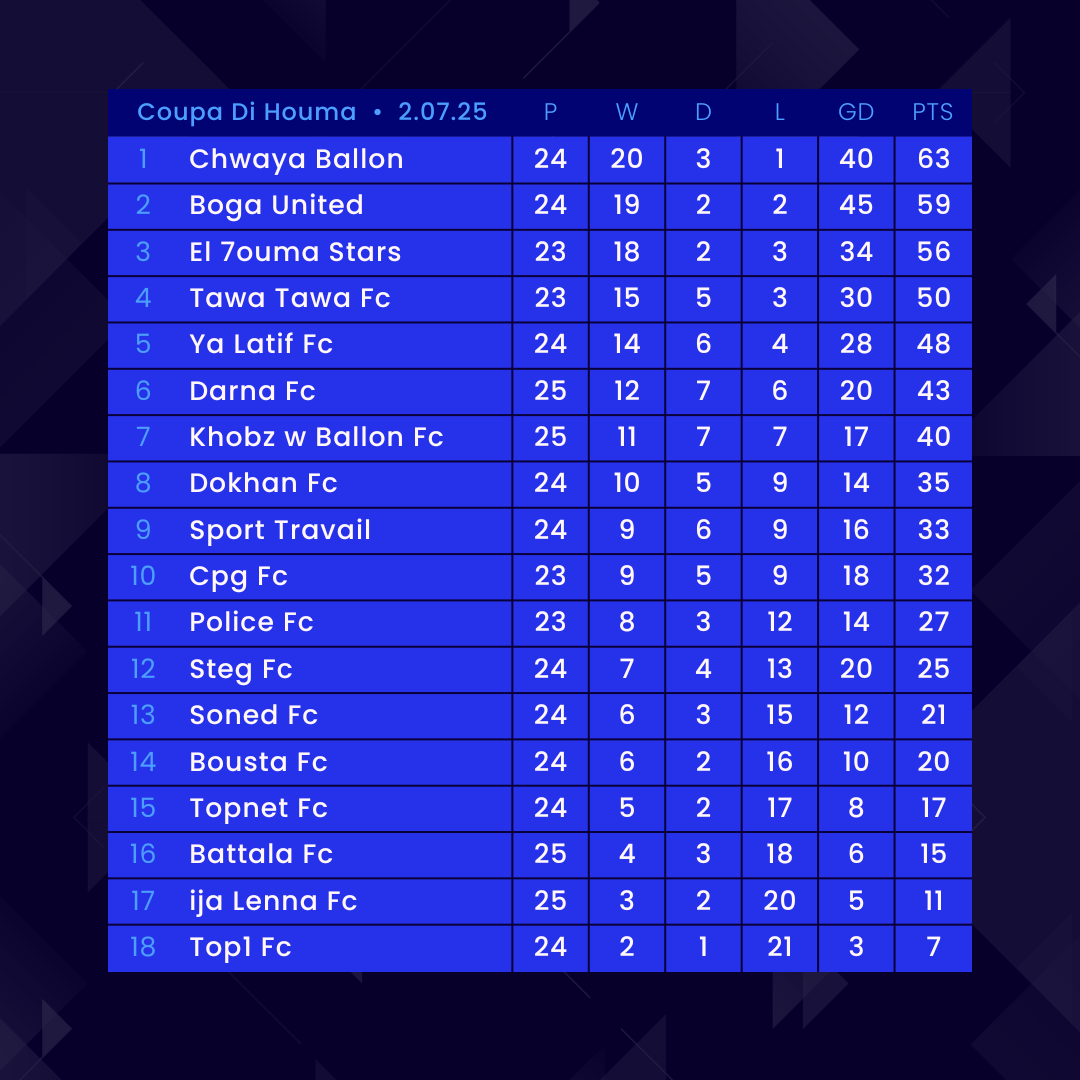 Coupa Di Houma • 2.07.25 P W D L GD PTS
1 Chwaya Ballon 24 20 3 1 40 63
2 Boga United 24 19 2 2 45 59
3 El 7ouma Stars 23 18 2 3 34 56
4 Tawa Tawa Fc 23 15 5 3 30 50
5 Ya Latif Fc 24 14 6 4 28 48
6 Darna Fc 25 12 7 6 20 43
7 Khobz w Ballon Fc 25 11 7 7 17 40
8 Dokhan Fc 24 10 5 9 14 35
9 Sport Travail 24 9 6 9 16 33
10 Cpg Fc 23 9 5 9 18 32
11 Police Fc 23 8 3 12 14 27
12 Steg Fc 24 7 4 13 20 25
13 Soned Fc 24 6 3 15 12 21
14 Bousta Fc 24 6 2 16 10 20
15 Topnet Fc 24 5 2 17 8 17
16 Battala Fc 25 4 3 18 6 15
17 ija Lenna Fc 25 3 2 20 5 11
18 Top1 Fc 24 2 1 21 3 7